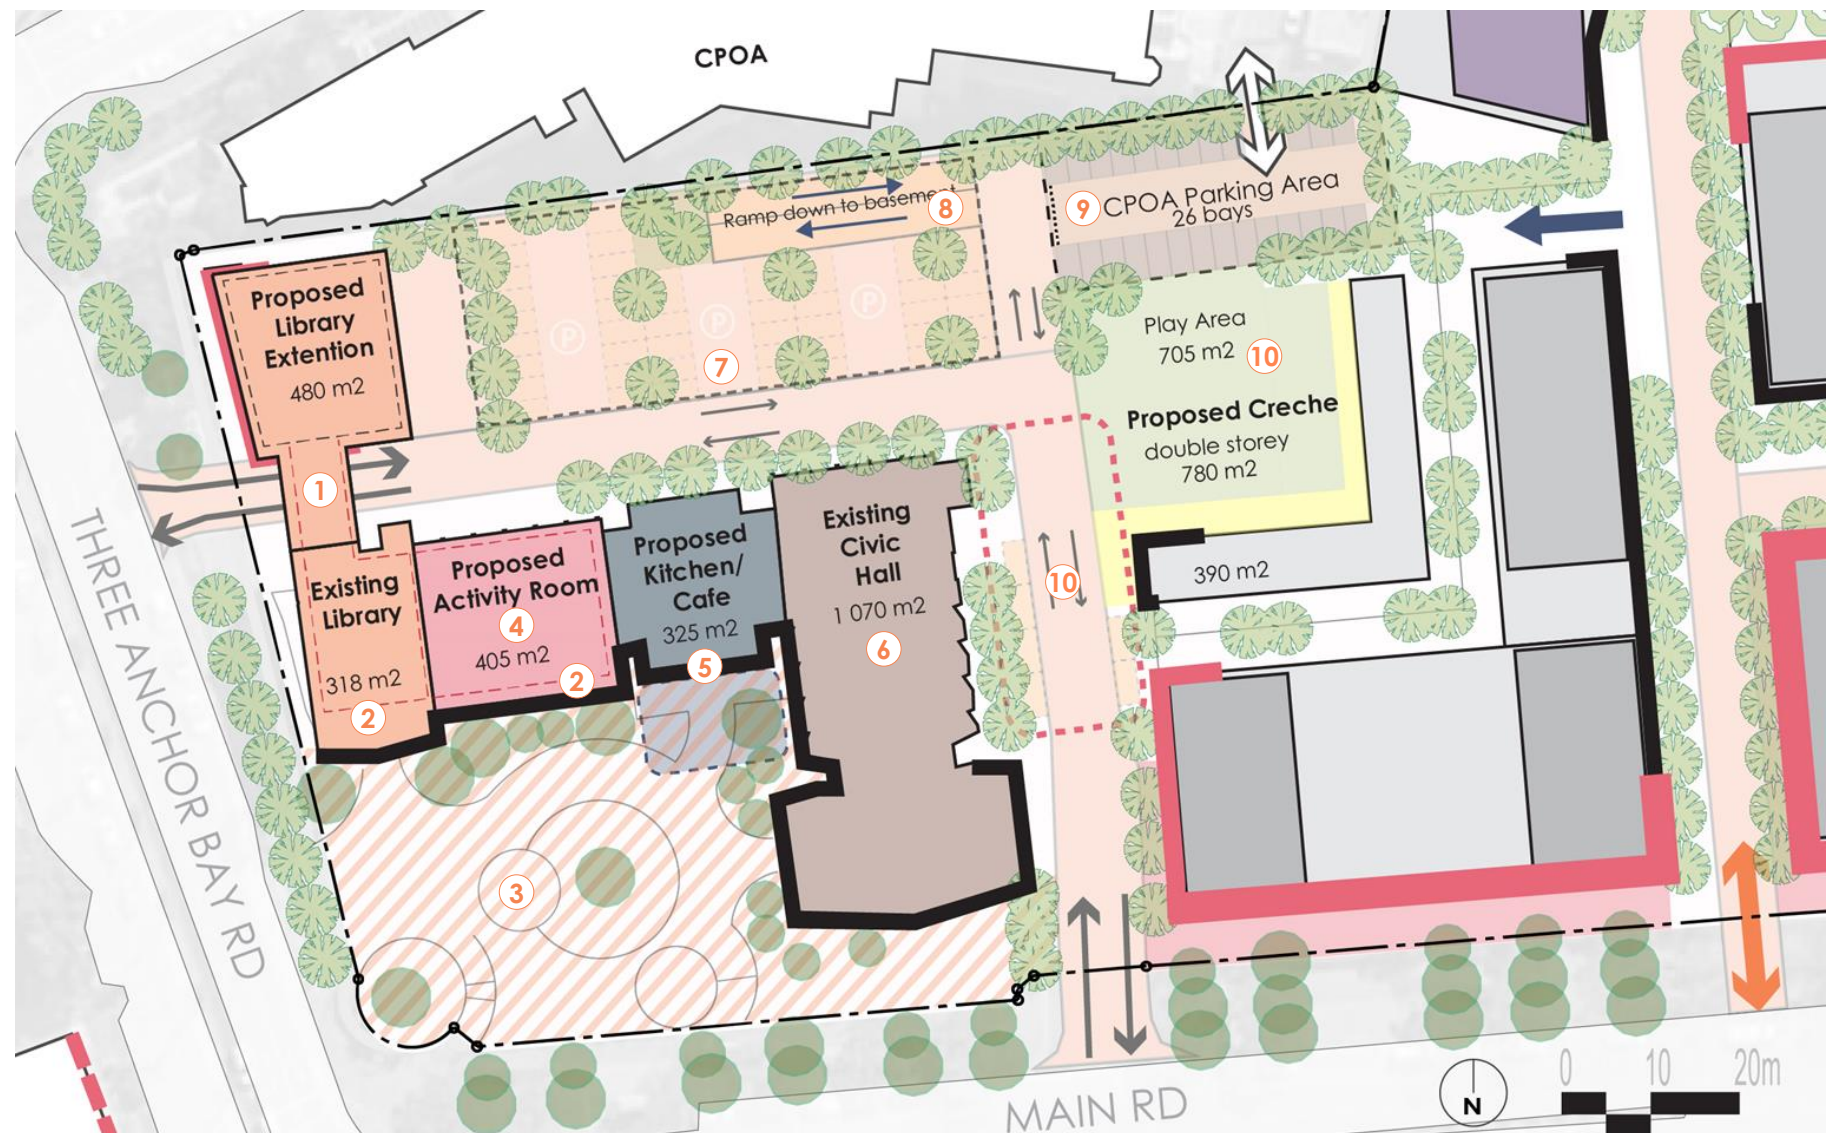 CPOA
Ramp down to basement
8
9
CPOA Parking Area
26 bays
Proposed
Library
Extention
480 m2
P
P
P
7
Play Area
705 m2
10
Proposed Creche
double storey
780 m2
1
Existing
Library
318 m2
2
Proposed
Activity Room
4
405 m2
2
Proposed
Kitchen/
Cafe
325 m2
5
Existing
Civic
Hall
1 070 m2
6
10
390 m2
3
THREE ANCHOR BAY RD
MAIN RD
N
0 10 20m